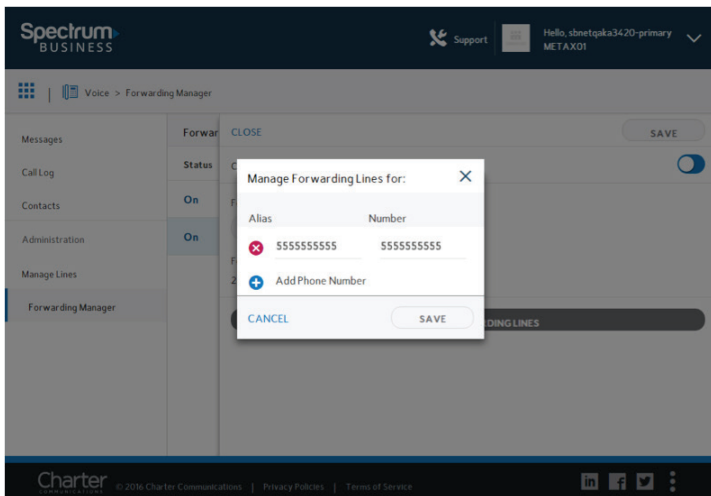 Spectrum
BUSINESS
Support
Hello, sbnetqaka3420-primary
METAX01
Voice > Forwarding Manager
Messages
Call Log
Contacts
Administration
Manage Lines
Forwarding Manager
Forwar
Status
On
On
CLOSE
SAVE
Manage Forwarding Lines for:
Alias Number
5555555555 5555555555
Add Phone Number
CANCEL SAVE
RDING LINES
Charter
COMMUNICATIONS
© 2016 Charter Communications | Privacy Policies | Terms of Service